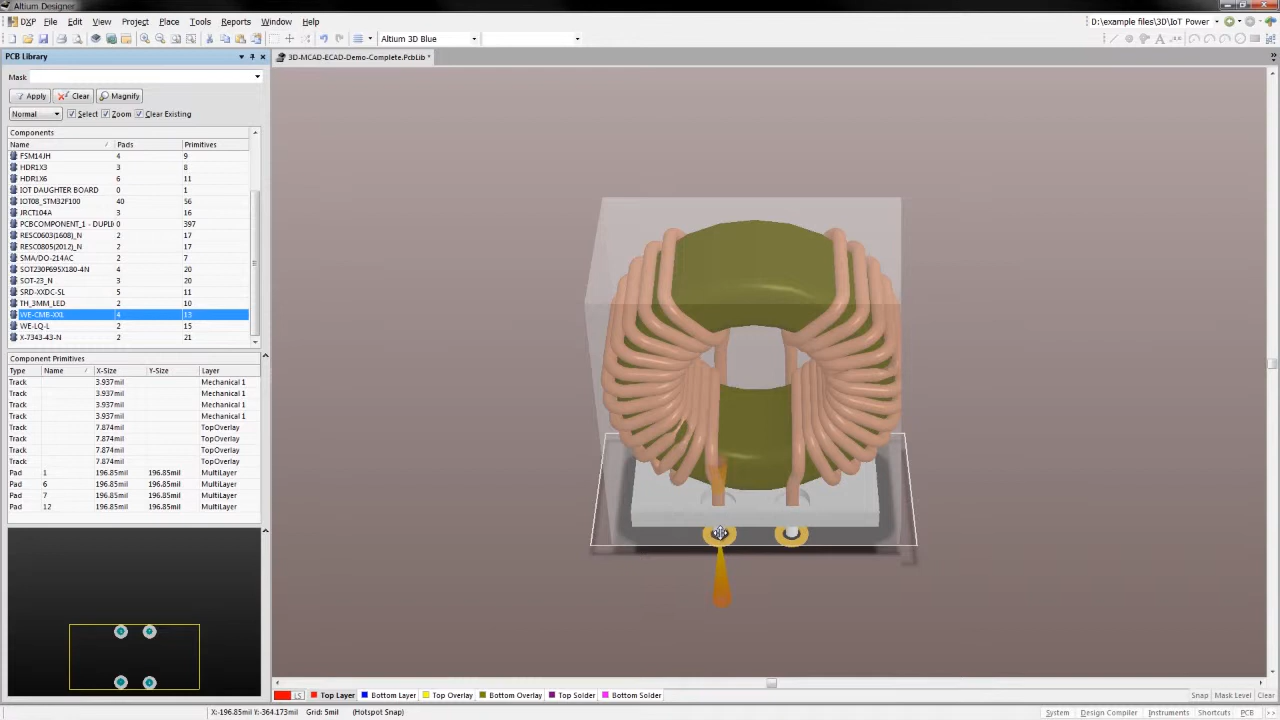 Altium Designer
DXP File Edit View Project Place Tools Reports Window Help
D:\example files\3D\IoT Power
Altium 3D Blue
PCB Library
3D-MCAD-ECAD-Demo-Complete.PcbLib *
Mask
Apply Clear Magnify
Normal Select Zoom Clear Existing
Components
Name / Pads Primitives
FSM14JH 4 9
HDR1X3 3 8
HDR1X6 6 11
IOT DAUGHTER BOARD 0 1
IOT08_STM32F100 40 56
JRCT104A 3 16
PCBCOMPONENT_1 - DUPLI 0 397
RESC0603(1608)_N 2 17
RESC0805(2012)_N 2 17
SMA/DO-214AC 2 7
SOT230P695X180-4N 4 20
SOT-23_N 3 20
SRD-XXDC-SL 5 11
TH_3MM_LED 2 10
WE-CMB-XXL 4 13
WE-LQ-L 2 15
X-7343-43-N 2 21
Component Primitives
Type Name / X-Size Y-Size Layer
Track 3.937mil Mechanical 1
Track 3.937mil Mechanical 1
Track 3.937mil Mechanical 1
Track 3.937mil Mechanical 1
Track 7.874mil TopOverlay
Track 7.874mil TopOverlay
Track 7.874mil TopOverlay
Track 7.874mil TopOverlay
Pad 1 196.85mil 196.85mil MultiLayer
Pad 6 196.85mil 196.85mil MultiLayer
Pad 7 196.85mil 196.85mil MultiLayer
Pad 12 196.85mil 196.85mil MultiLayer
LS Top Layer Bottom Layer Top Overlay Bottom Overlay Top Solder Bottom Solder
Snap Mask Level Clear
X:-196.85mil Y:-364.173mil Grid: 5mil (Hotspot Snap)
System Design Compiler Instruments Shortcuts PCB >>